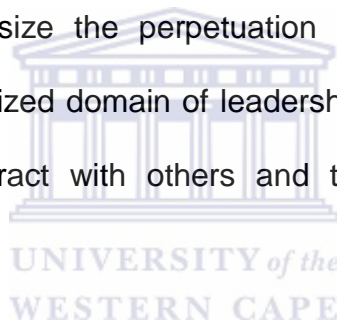 size the perpetuation
ized domain of leadersh
ract with others and t
UNIVERSITY of the
WESTERN CAPE